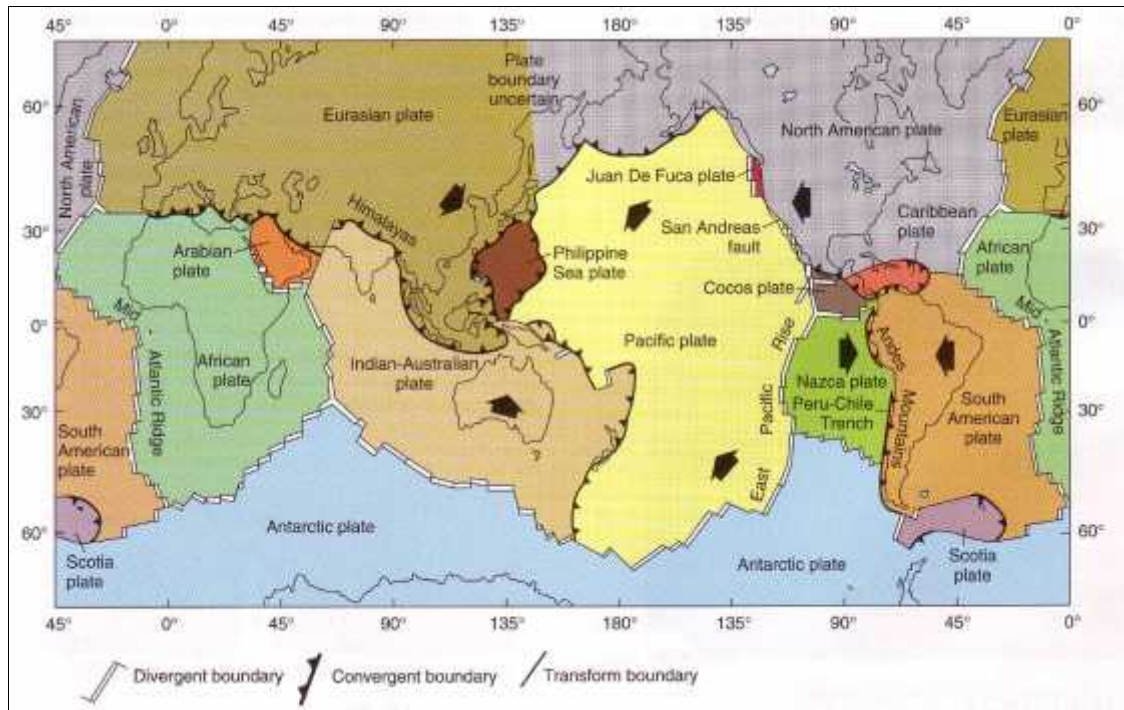 45° 0° 45° 90° 135° 180° 135° 90° 45° 0°
60° 60°
30° 30°
0° 0°
30° 30°
60° 60°
North American
plate
Eurasian plate
Plate
boundary
uncertain
North American plate
Eurasian
plate
Juan De Fuca plate
San Andreas
fault
Caribbean
plate
Himalayas
Arabian
plate
Philippine
Sea plate
Cocos plate
African
plate
Mid
Atlantic Ridge
African
plate
Indian-Australian
plate
Pacific plate
East Pacific Rise
Nazca plate
Peru-Chile
Trench
Andes
Mountains
South
American
plate
Mid
Atlantic Ridge
South
American
plate
Scotia
plate
Antarctic plate
Antarctic plate
Scotia
plate
45° 0° 45° 90° 135° 180° 135° 90° 45° 0°
Divergent boundary
Convergent boundary
Transform boundary